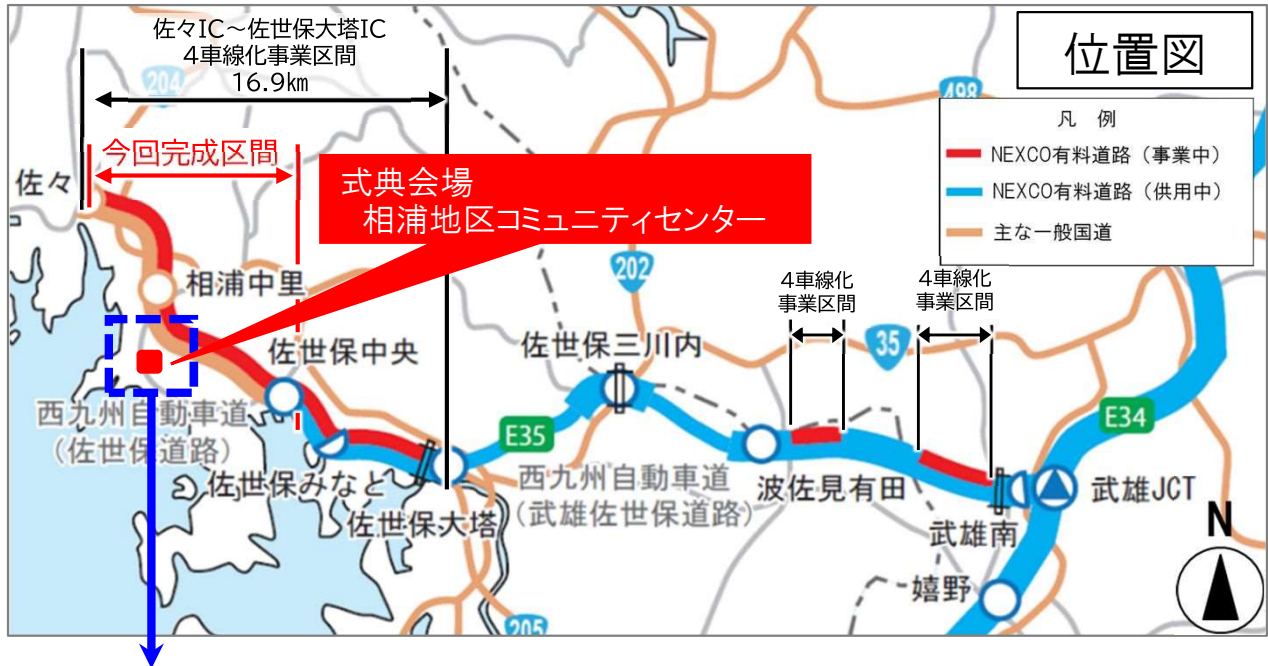 佐々IC～佐世保大塔IC
4車線化事業区間
16.9km
位置図
204
498
凡 例
NEXCO有料道路（事業中）
NEXCO有料道路（供用中）
主な一般国道
今回完成区間
佐々
式典会場
相浦地区コミュニティセンター
相浦中里
202
4車線化
事業区間
4車線化
事業区間
35
佐世保中央
佐世保三川内
西九州自動車道
(佐世保道路)
E35
E34
佐世保みなと
佐世保大塔
西九州自動車道
(武雄佐世保道路)
波佐見有田
武雄南
武雄JCT
N
嬉野
205